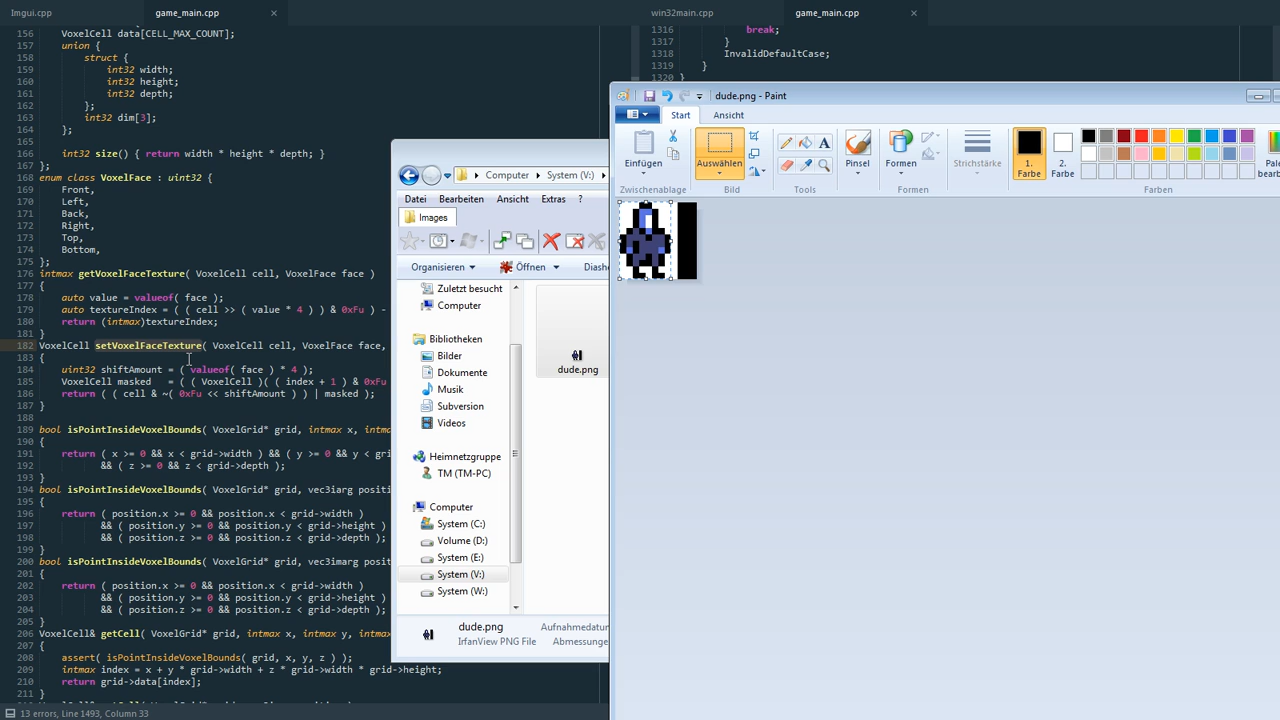 Imgui.cpp
game_main.cpp
×
win32main.cpp
game_main.cpp
×
156 VoxelCell data[CELL_MAX_COUNT];
157 union {
158 struct {
159 int32 width;
160 int32 height;
161 int32 depth;
162 };
163 int32 dim[3];
164 };
165
166 int32 size() { return width * height * depth; }
167 };
168 enum class VoxelFace : uint32 {
169 Front,
170 Left,
171 Back,
172 Right,
173 Top,
174 Bottom,
175 };
176 intmax getVoxelFaceTexture( VoxelCell cell, VoxelFace face )
177 {
178 auto value = valueof( face );
179 auto textureIndex = ( ( cell >> ( value * 4 ) ) & 0xFu ) -
180 return (intmax)textureIndex;
181 }
182 VoxelCell setVoxelFaceTexture( VoxelCell cell, VoxelFace face,
183 {
184 uint32 shiftAmount = ( valueof( face ) * 4 );
185 VoxelCell masked = ( ( VoxelCell )( ( index + 1 ) & 0xFu
186 return ( ( cell & ~( 0xFu << shiftAmount ) ) | masked );
187 }
188
189 bool isPointInsideVoxelBounds( VoxelGrid* grid, intmax x, intma
190 {
191 return ( x >= 0 && x < grid->width ) && ( y >= 0 && y < gri
192 && ( z >= 0 && z < grid->depth );
193 }
194 bool isPointInsideVoxelBounds( VoxelGrid* grid, vec3iarg positi
195 {
196 return ( position.x >= 0 && position.x < grid->width )
197 && ( position.y >= 0 && position.y < grid->height )
198 && ( position.z >= 0 && position.z < grid->depth );
199 }
200 bool isPointInsideVoxelBounds( VoxelGrid* grid, vec3imarg posit
201 {
202 return ( position.x >= 0 && position.x < grid->width )
203 && ( position.y >= 0 && position.y < grid->height )
204 && ( position.z >= 0 && position.z < grid->depth );
205 }
206 VoxelCell& getCell( VoxelGrid* grid, intmax x, intmax y, intmax
207 {
208 assert( isPointInsideVoxelBounds( grid, x, y, z ) );
209 intmax index = x + y * grid->width + z * grid->width * grid->height;
210 return grid->data[index];
211 }
13 errors, Line 1493, Column 33
1316 break;
1317 }
1318 InvalidDefaultCase;
1319 }
1320 }
Computer
System (V:)
Datei
Bearbeiten
Ansicht
Extras
?
Images
Organisieren
Öffnen
Diashe
Zuletzt besucht
Computer
Bibliotheken
Bilder
Dokumente
Musik
Subversion
Videos
Heimnetzgruppe
TM (TM-PC)
Computer
System (C:)
Volume (D:)
System (E:)
System (V:)
System (W:)
dude.png
dude.png
Aufnahmedatum
IrfanView PNG File
Abmessunge
dude.png - Paint
Start
Ansicht
Einfügen
Zwischenablage
Auswählen
Bild
A
Tools
Pinsel
Formen
Formen
Strichstärke
1. Farbe
2. Farbe
Farben
Pale
bearb